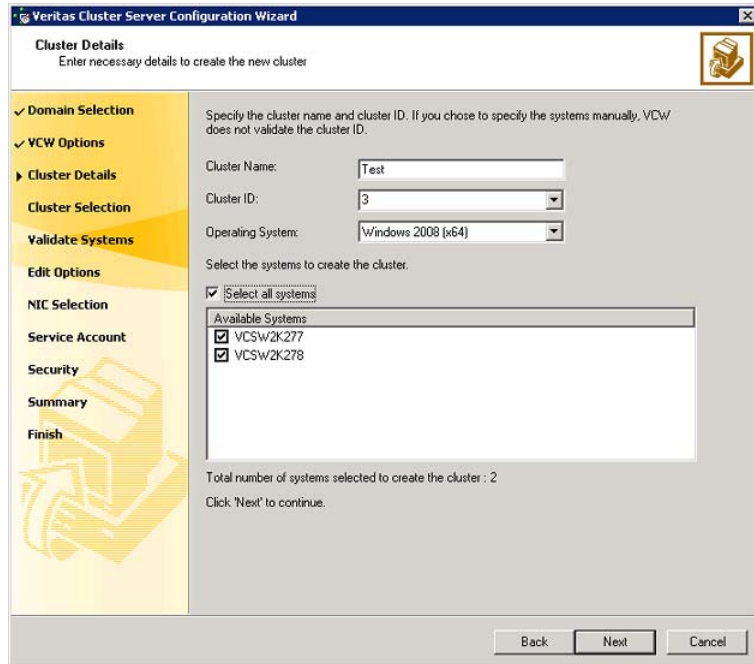 Veritas Cluster Server Configuration Wizard
Cluster Details
Enter necessary details to create the new cluster
Domain Selection
VCW Options
Cluster Details
Cluster Selection
Validate Systems
Edit Options
NIC Selection
Service Account
Security
Summary
Finish
Specify the cluster name and cluster ID. If you chose to specify the systems manually, VCW
does not validate the cluster ID.
Cluster Name: Test
Cluster ID: 3
Operating System: Windows 2008 (x64)
Select the systems to create the cluster.
Select all systems
Available Systems
VCSW2K277
VCSW2K278
Total number of systems selected to create the cluster : 2
Click 'Next' to continue.
Back Next Cancel